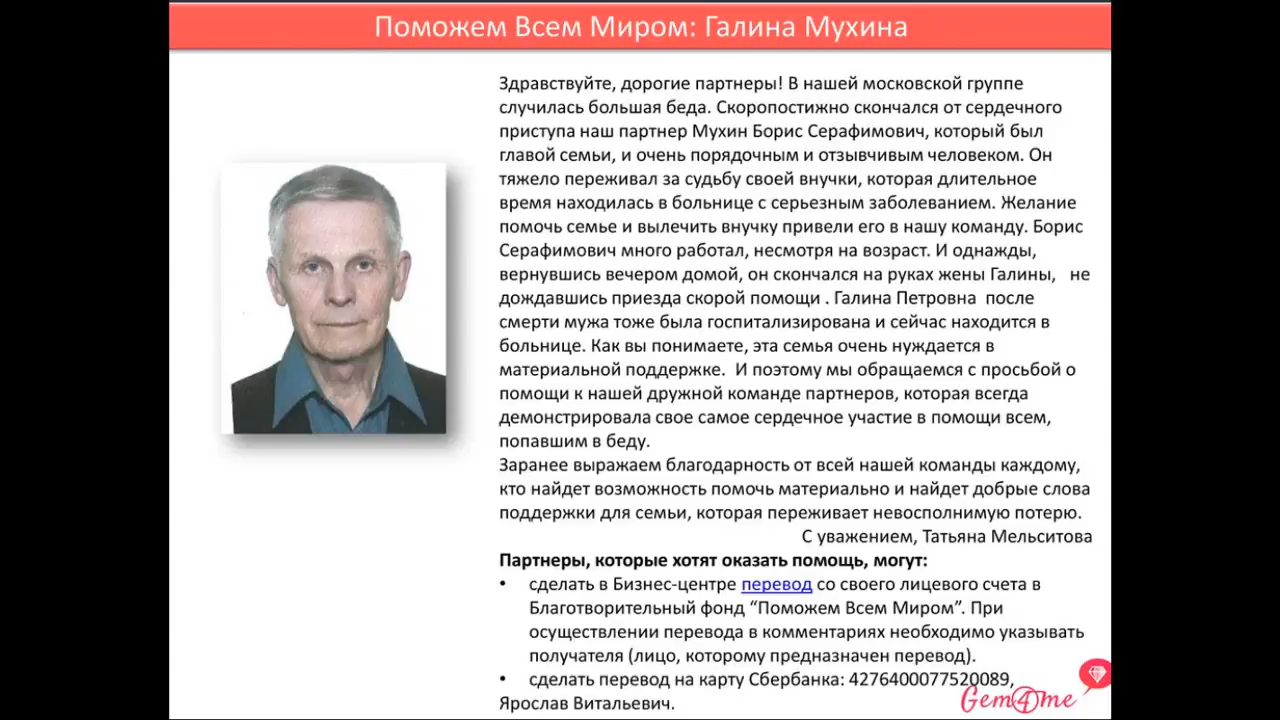 Поможем Всем Миром: Галина Мухина
Здравствуйте, дорогие партнеры! В нашей московской группе
случилась большая беда. Скоропостижно скончался от сердечного
приступа наш партнер Мухин Борис Серафимович, который был
главой семьи, и очень порядочным и отзывчивым человеком. Он
тяжело переживал за судьбу своей внучки, которая длительное
время находилась в больнице с серьезным заболеванием. Желание
помочь семье и вылечить внучку привели его в нашу команду. Борис
Серафимович много работал, несмотря на возраст. И однажды,
вернувшись вечером домой, он скончался на руках жены Галины, не
дождавшись приезда скорой помощи . Галина Петровна после
смерти мужа тоже была госпитализирована и сейчас находится в
больнице. Как вы понимаете, эта семья очень нуждается в
материальной поддержке. И поэтому мы обращаемся с просьбой о
помощи к нашей дружной команде партнеров, которая всегда
демонстрировала свое самое сердечное участие в помощи всем,
попавшим в беду.
Заранее выражаем благодарность от всей нашей команды каждому,
кто найдет возможность помочь материально и найдет добрые слова
поддержки для семьи, которая переживает невосполнимую потерю.
С уважением, Татьяна Мельситова
Партнеры, которые хотят оказать помощь, могут:
• сделать в Бизнес-центре перевод со своего лицевого счета в
Благотворительный фонд “Поможем Всем Миром”. При
осуществлении перевода в комментариях необходимо указывать
получателя (лицо, которому предназначен перевод).
• сделать перевод на карту Сбербанка: 4276400077520089,
Ярослав Витальевич.
Gem4me